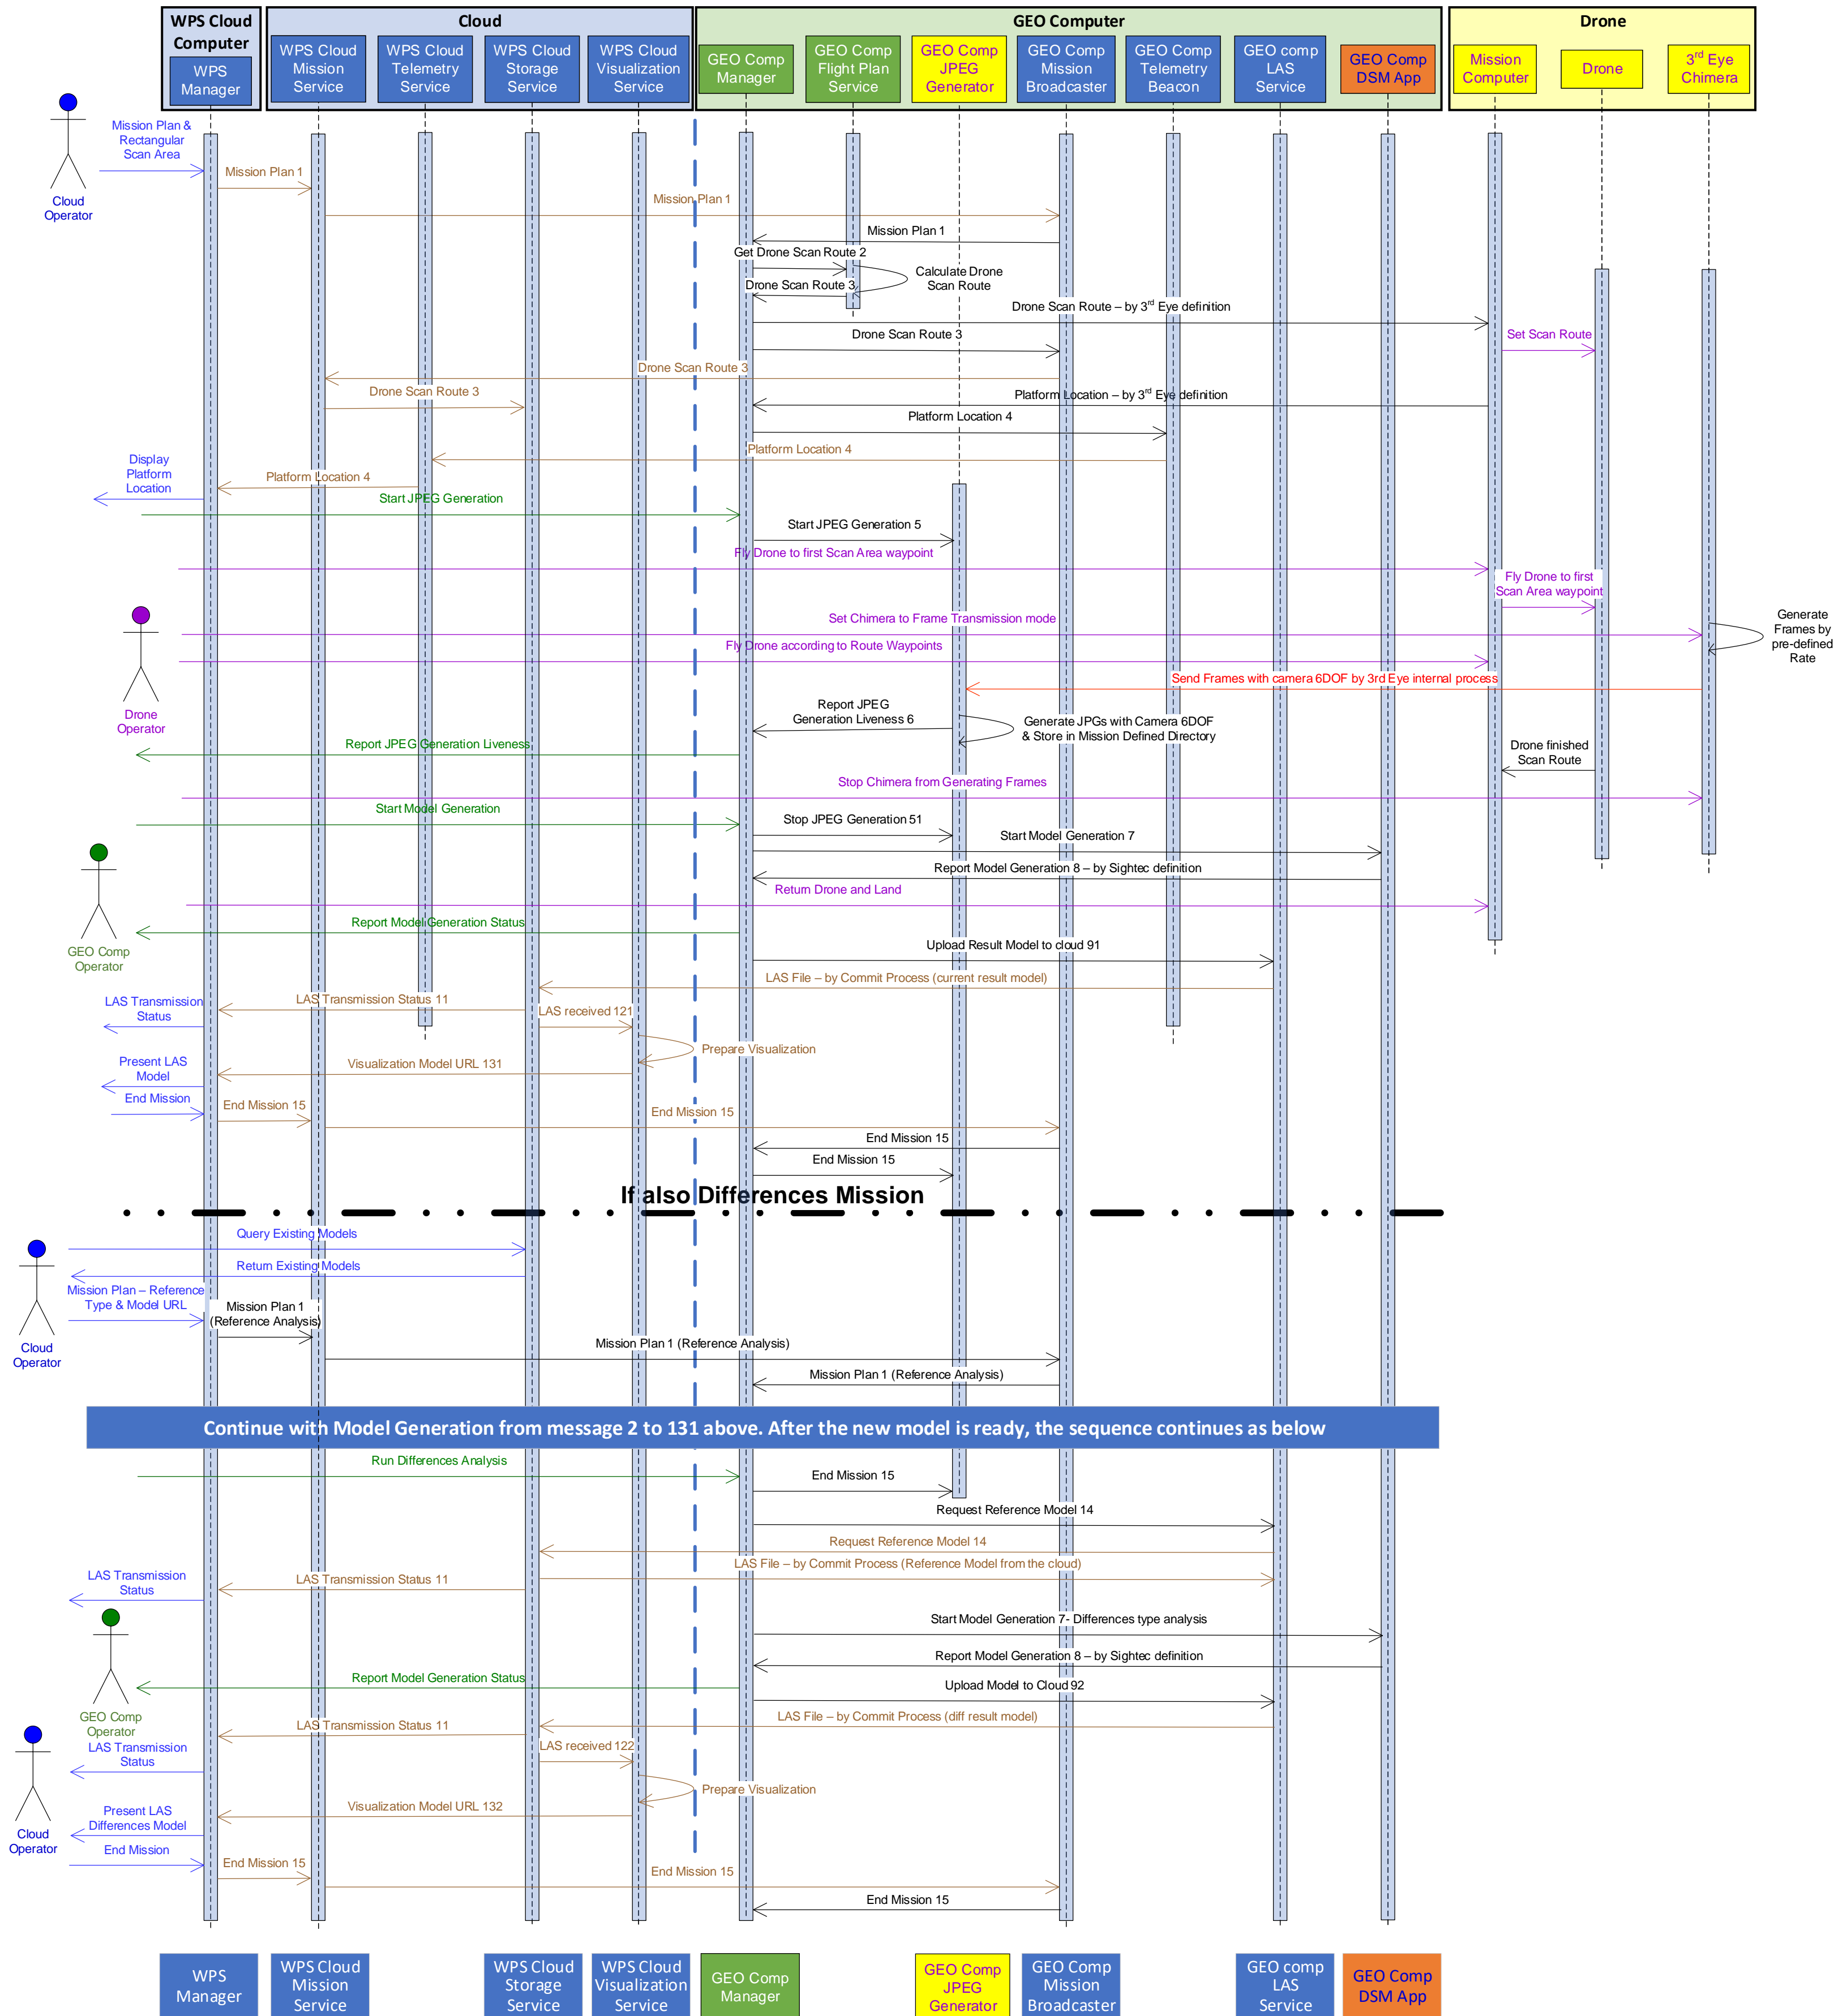 WPS Cloud
Computer
Cloud
GEO Computer
Drone
WPS
Manager
WPS Cloud
Mission
Service
WPS Cloud
Telemetry
Service
WPS Cloud
Storage
Service
WPS Cloud
Visualization
Service
GEO Comp
Manager
GEO Comp
Flight Plan
Service
GEO Comp
JPEG
Generator
GEO Comp
Mission
Broadcaster
GEO Comp
Telemetry
Beacon
GEO comp
LAS
Service
GEO Comp
DSM App
Mission
Computer
Drone
3rd Eye
Chimera
Mission Plan &
Rectangular
Scan Area
Cloud
Operator
Mission Plan 1
Mission Plan 1
Mission Plan 1
Get Drone Scan Route 2
Calculate Drone
Scan Route
Drone Scan Route 3
Drone Scan Route – by 3rd Eye definition
Drone Scan Route 3
Set Scan Route
Drone Scan Route 3
Drone Scan Route 3
Platform Location – by 3rd Eye definition
Platform Location 4
Platform Location 4
Display
Platform
Location
Platform Location 4
Start JPEG Generation
Start JPEG Generation 5
Fly Drone to first Scan Area waypoint
Fly Drone to first
Scan Area waypoint
Set Chimera to Frame Transmission mode
Generate
Frames by
pre-defined
Rate
Fly Drone according to Route Waypoints
Send Frames with camera 6DOF by 3rd Eye internal process
Drone
Operator
Report JPEG
Generation Liveness 6
Generate JPGs with Camera 6DOF
& Store in Mission Defined Directory
Report JPEG Generation Liveness
Drone finished
Scan Route
Stop Chimera from Generating Frames
Start Model Generation
Stop JPEG Generation 51
Start Model Generation 7
Report Model Generation 8 – by Sightec definition
Return Drone and Land
Report Model Generation Status
GEO Comp
Operator
Upload Result Model to cloud 91
LAS File – by Commit Process (current result model)
LAS Transmission
Status
LAS Transmission Status 11
LAS received 121
Prepare Visualization
Present LAS
Model
Visualization Model URL 131
End Mission
End Mission 15
End Mission 15
End Mission 15
End Mission 15
If also Differences Mission
Query Existing Models
Return Existing Models
Mission Plan – Reference
Type & Model URL
Mission Plan 1
(Reference Analysis)
Cloud
Operator
Mission Plan 1 (Reference Analysis)
Mission Plan 1 (Reference Analysis)
Continue with Model Generation from message 2 to 131 above. After the new model is ready, the sequence continues as below
Run Differences Analysis
End Mission 15
Request Reference Model 14
Request Reference Model 14
LAS File – by Commit Process (Reference Model from the cloud)
LAS Transmission
Status
LAS Transmission Status 11
Start Model Generation 7- Differences type analysis
Report Model Generation 8 – by Sightec definition
Report Model Generation Status
Upload Model to Cloud 92
GEO Comp
Operator
LAS File – by Commit Process (diff result model)
LAS Transmission Status 11
LAS Transmission
Status
LAS received 122
Prepare Visualization
Present LAS
Differences Model
Visualization Model URL 132
Cloud
Operator
End Mission
End Mission 15
End Mission 15
End Mission 15
WPS
Manager
WPS Cloud
Mission
Service
WPS Cloud
Storage
Service
WPS Cloud
Visualization
Service
GEO Comp
Manager
GEO Comp
JPEG
Generator
GEO Comp
Mission
Broadcaster
GEO comp
LAS
Service
GEO Comp
DSM App